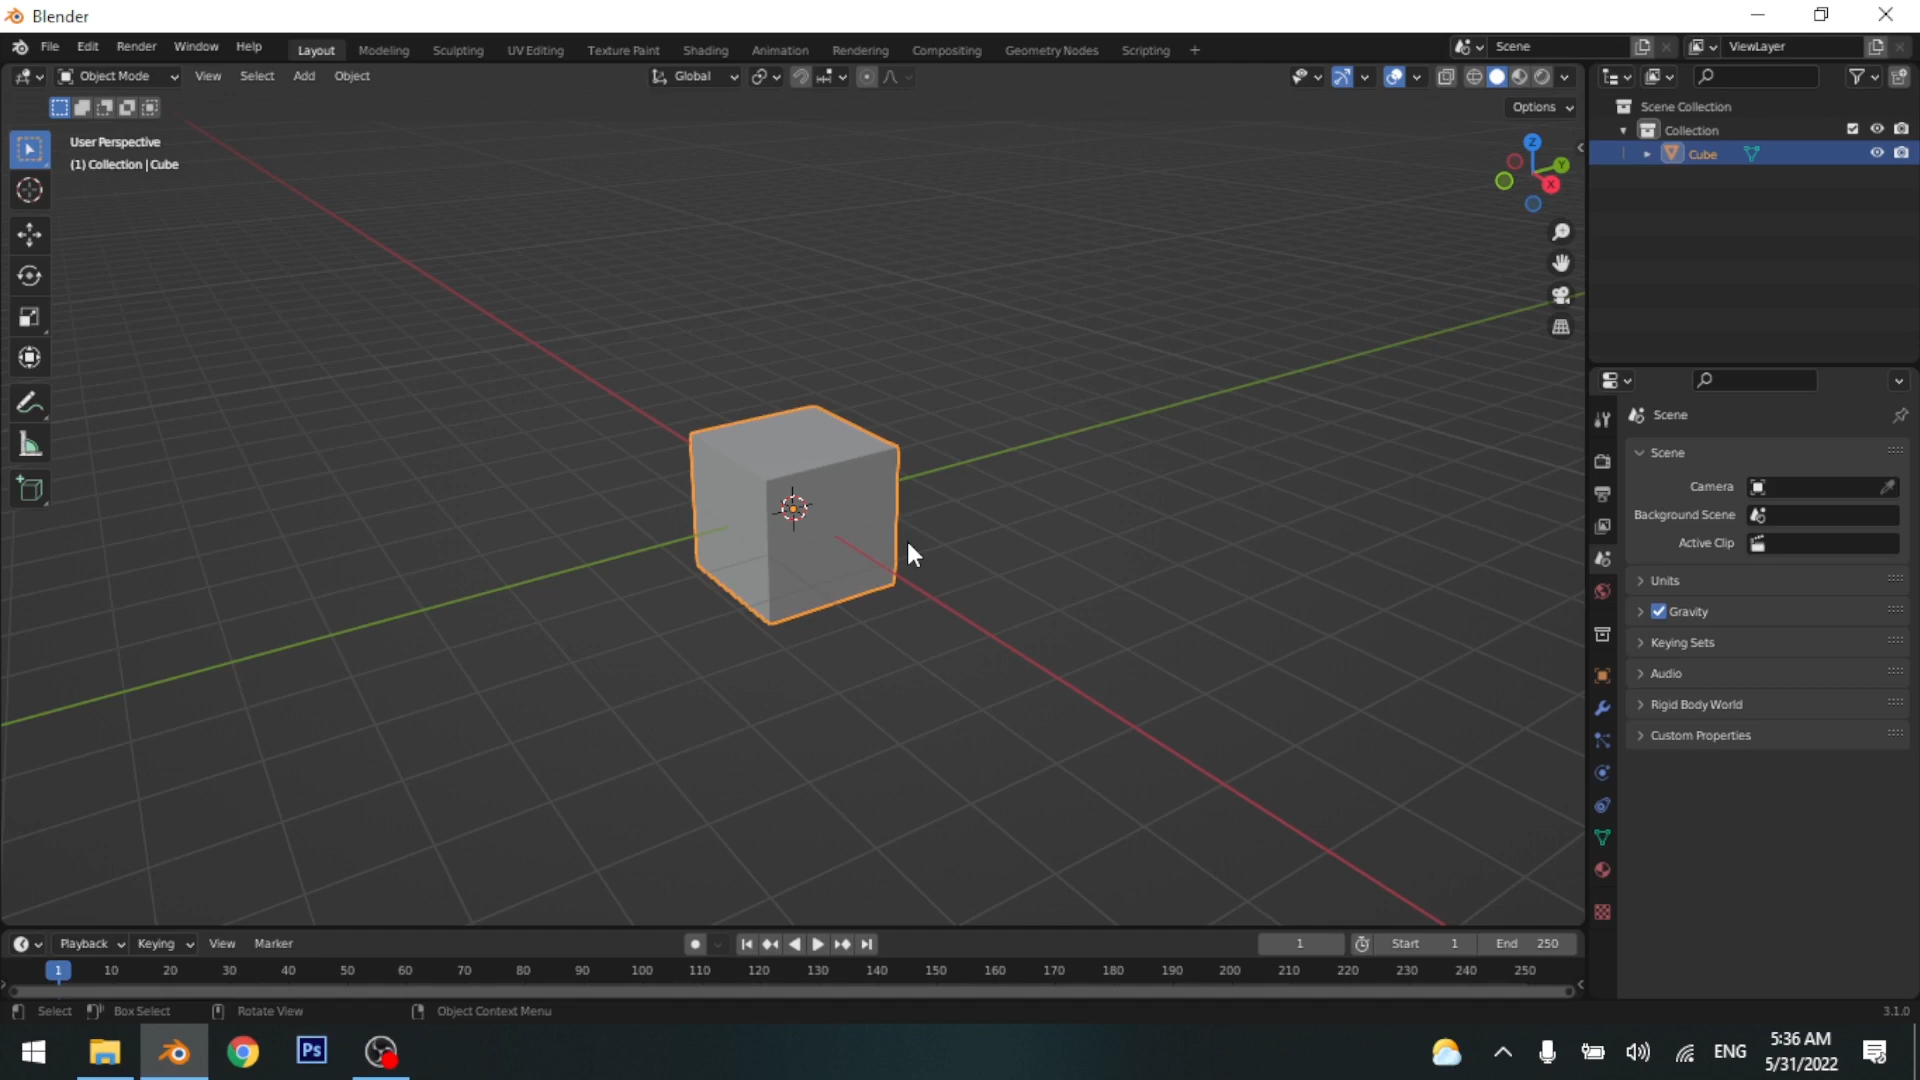 Blender
File Edit Render Window Help Layout Modeling Sculpting UV Editing Texture Paint Shading Animation Rendering Compositing Geometry Nodes Scripting +
Scene
ViewLayer
Object Mode View Select Add Object
Global
Options
User Perspective
(1) Collection | Cube
Z
Y
X
Scene Collection
Collection
Cube
Scene
Scene
Camera
Background Scene
Active Clip
Units
Gravity
Keying Sets
Audio
Rigid Body World
Custom Properties
Playback Keying View Marker
1
Start 1
End 250
1 10 20 30 40 50 60 70 80 90 100 110 120 130 140 150 160 170 180 190 200 210 220 230 240 250
Select Box Select Rotate View Object Context Menu
3.1.0
Ps
ENG
5:36 AM
5/31/2022